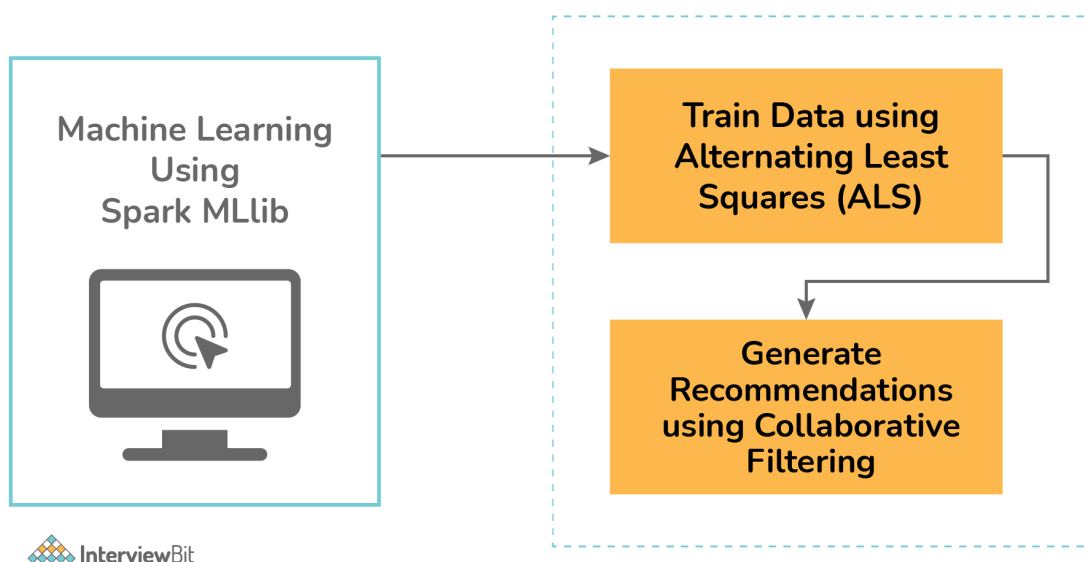 Machine Learning
Using
Spark MLlib
Train Data using
Alternating Least
Squares (ALS)
Generate
Recommendations
using Collaborative
Filtering
InterviewBit